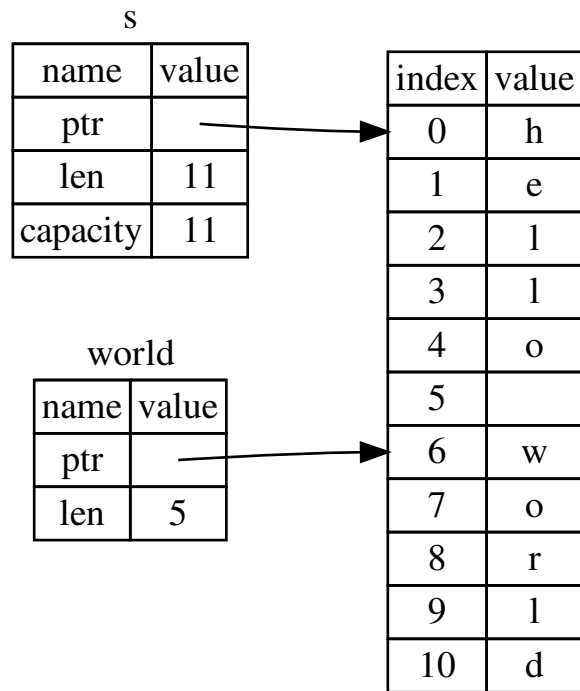 s
name value
ptr
len 11
capacity 11
world
name value
ptr
len 5
index value
0 h
1 e
2 l
3 l
4 o
5
6 w
7 o
8 r
9 l
10 d